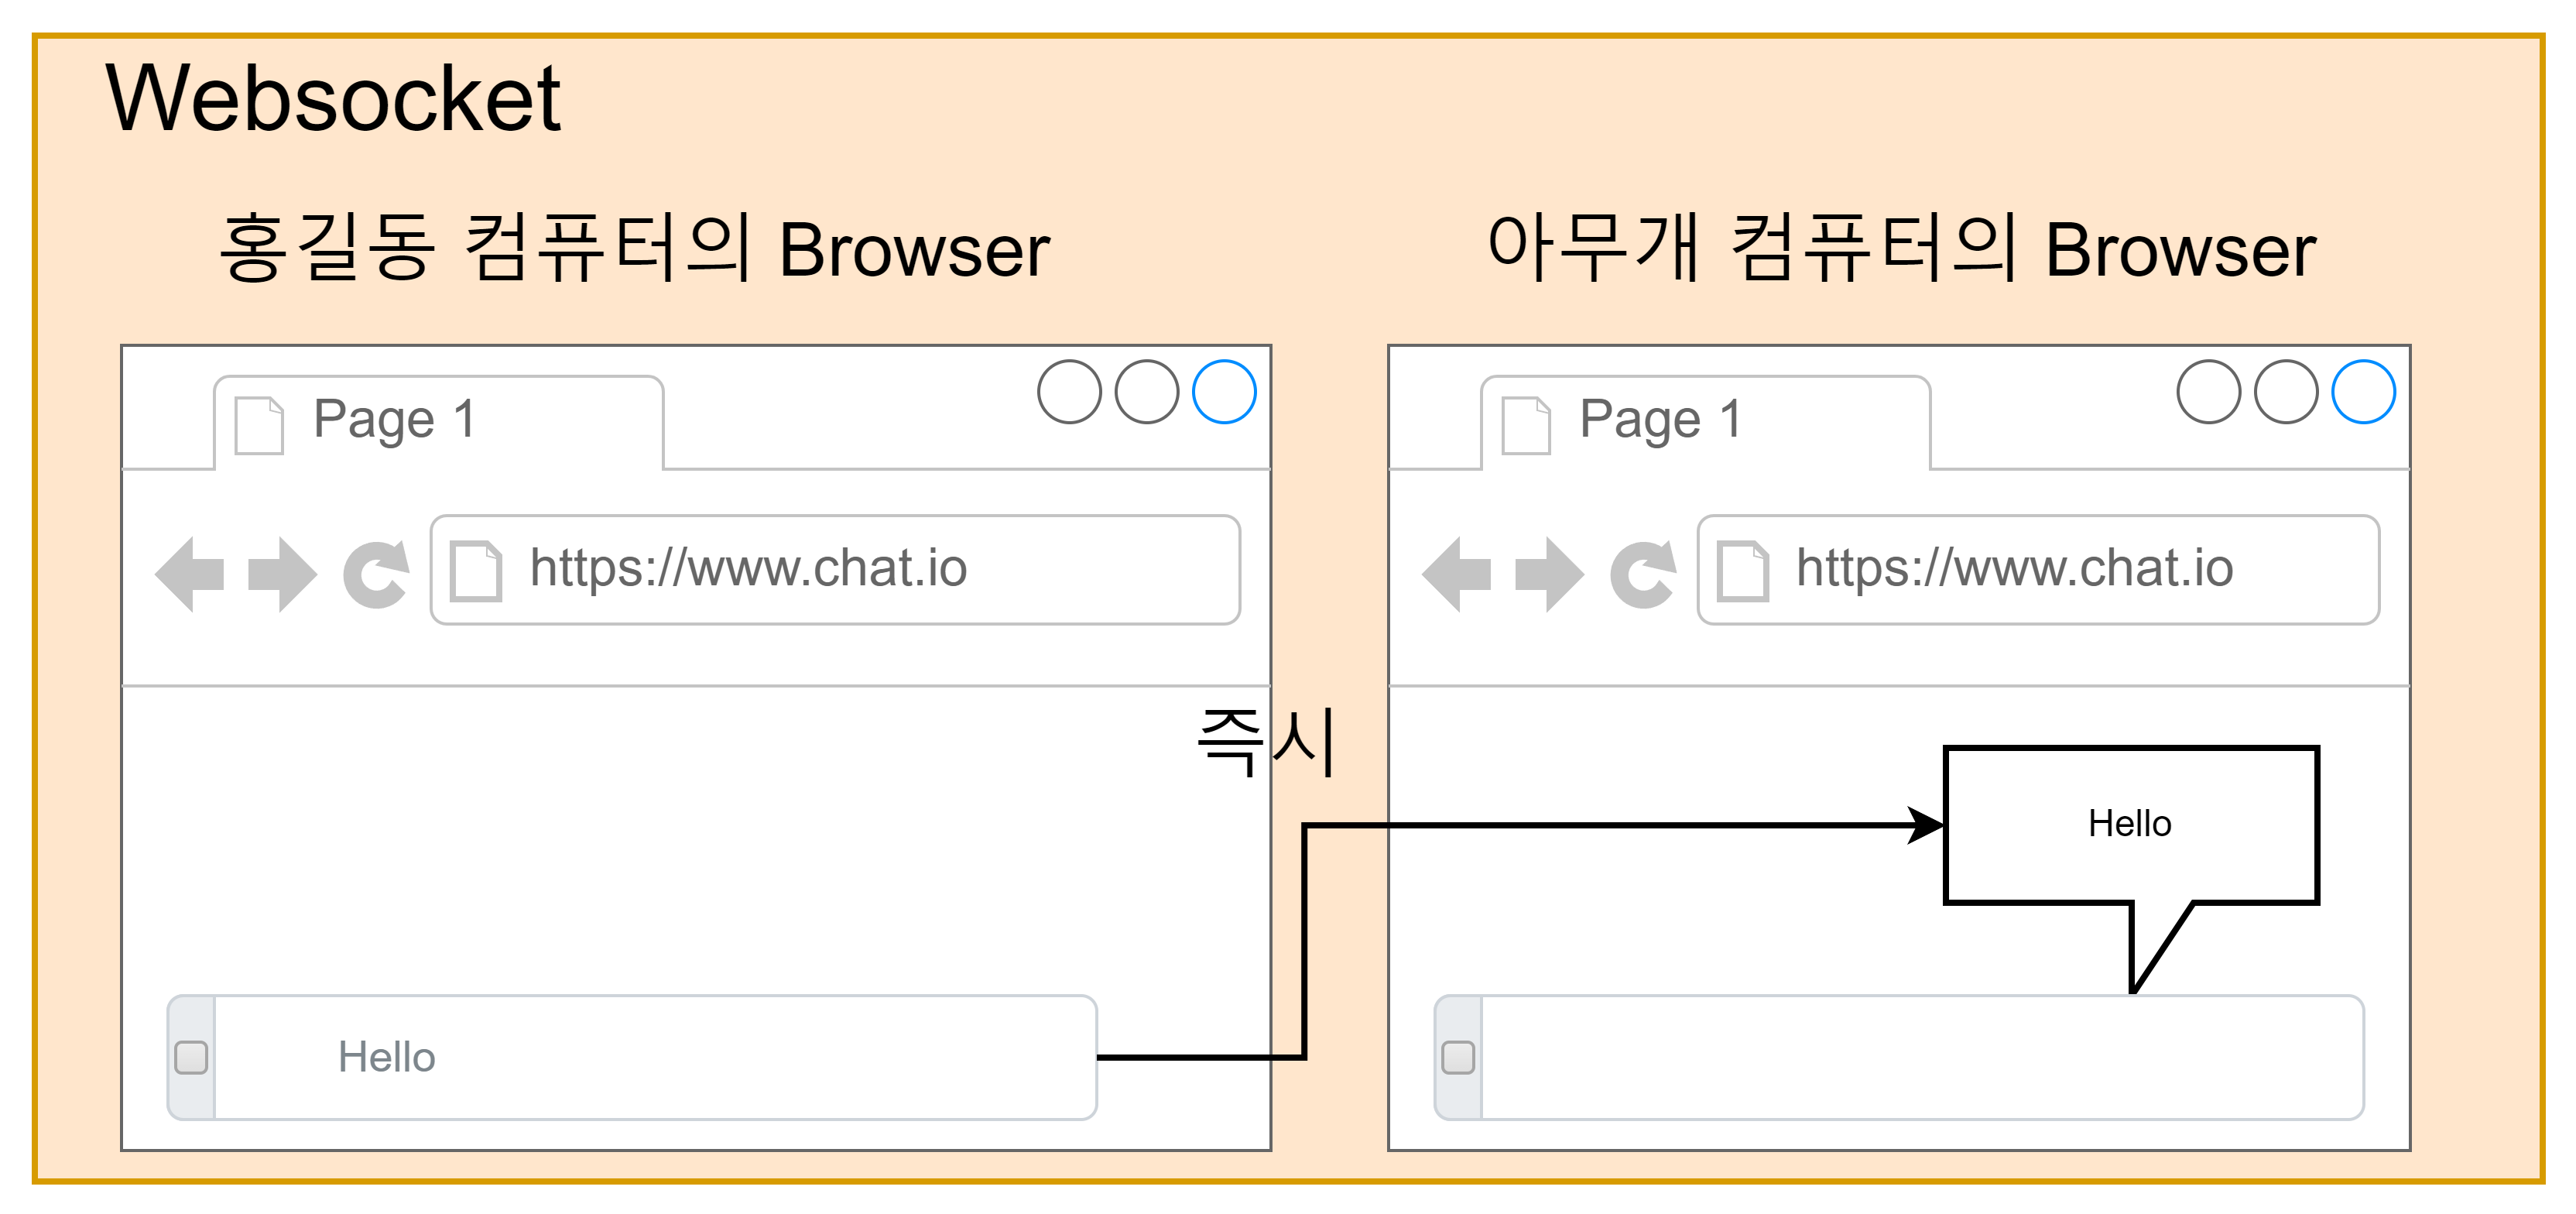 Websocket
홍길동 컴퓨터의 Browser
아무개 컴퓨터의 Browser
Page 1
https://www.chat.io
Page 1
https://www.chat.io
즉시
Hello
Hello